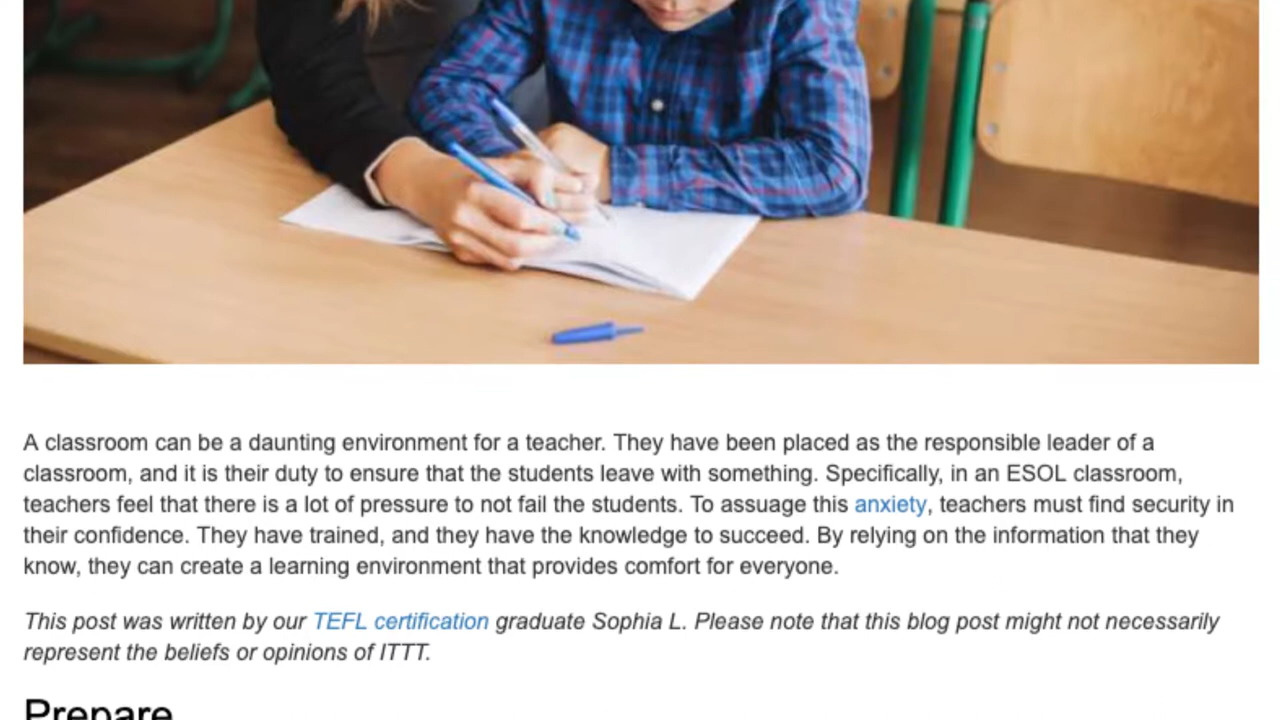 A classroom can be a daunting environment for a teacher. They have been placed as the responsible leader of a
classroom, and it is their duty to ensure that the students leave with something. Specifically, in an ESOL classroom,
teachers feel that there is a lot of pressure to not fail the students. To assuage this anxiety, teachers must find security in
their confidence. They have trained, and they have the knowledge to succeed. By relying on the information that they
know, they can create a learning environment that provides comfort for everyone.
This post was written by our TEFL certification graduate Sophia L. Please note that this blog post might not necessarily
represent the beliefs or opinions of ITTT.
Prepare